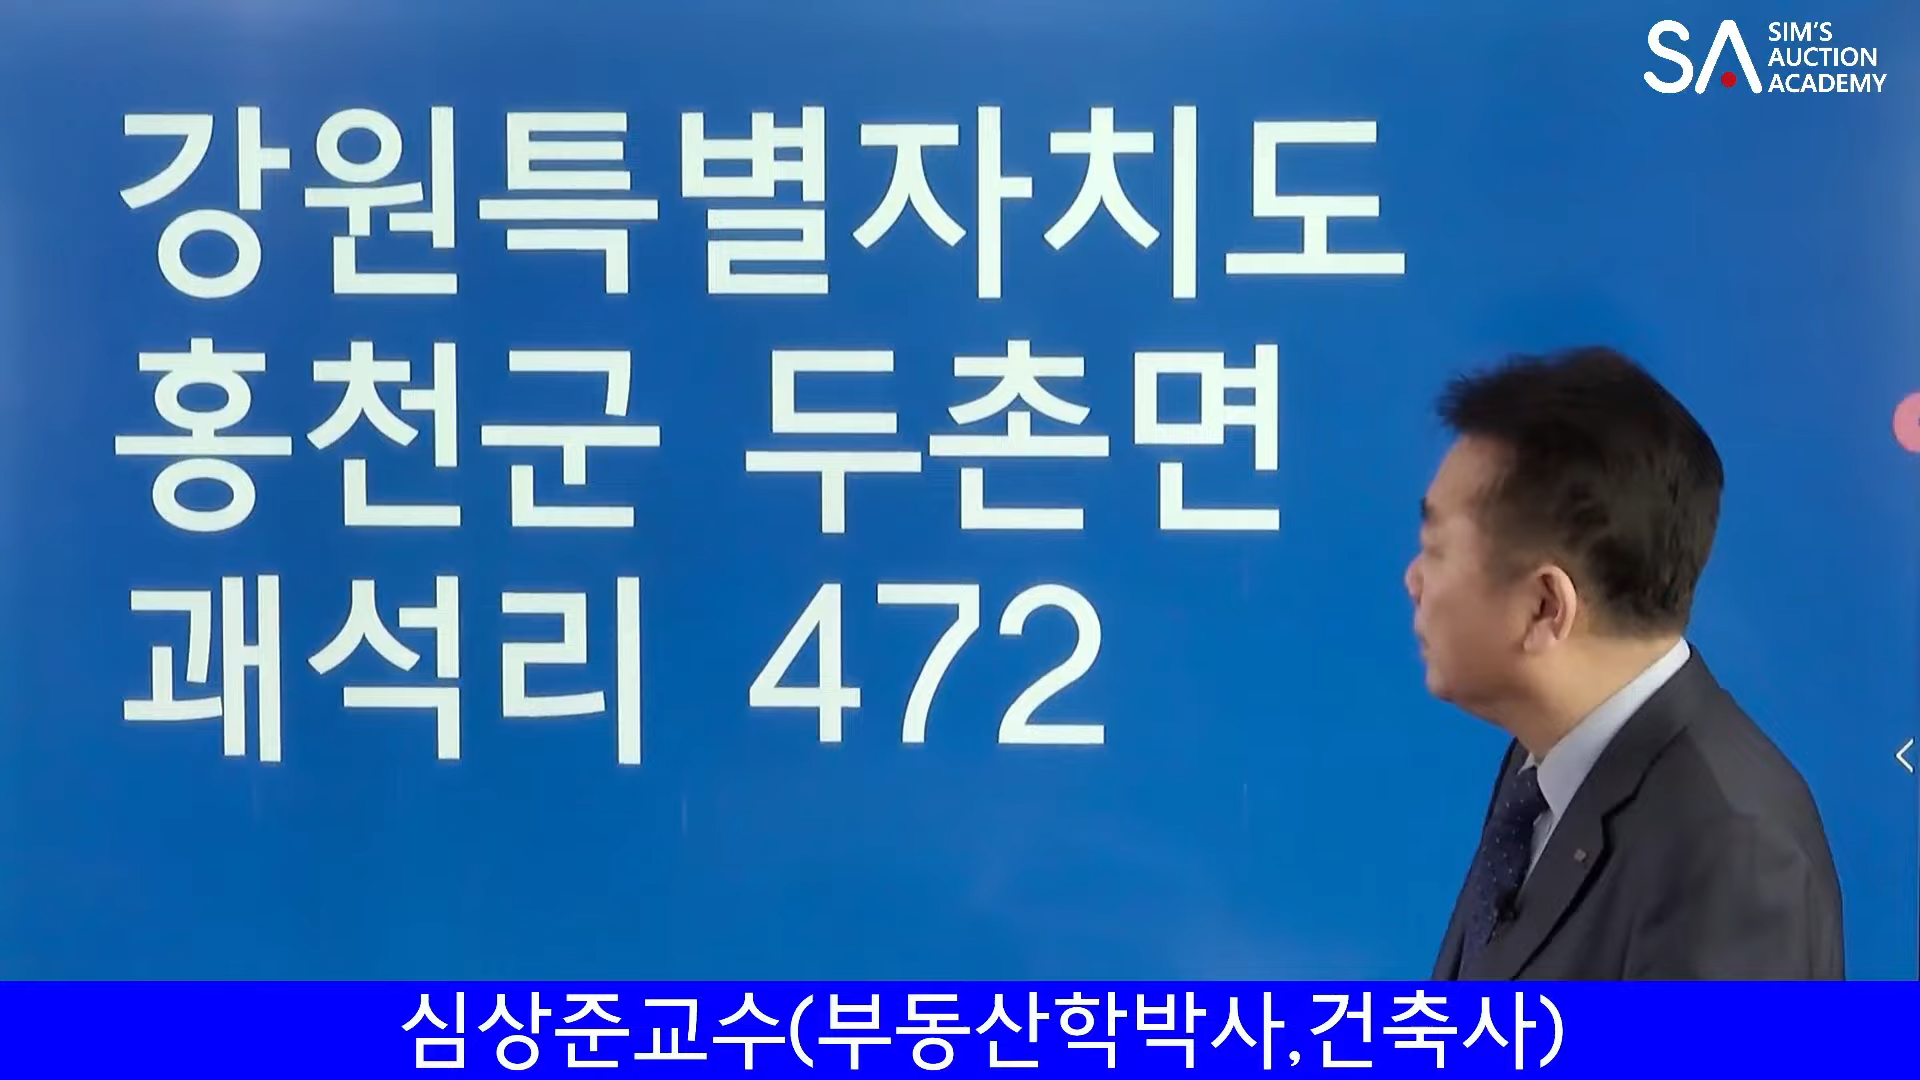 SIM'S
AUCTION
ACADEMY
SA
강원특별자치도
홍천군 두촌면
괘석리 472
심상준교수(부동산학박사,건축사)